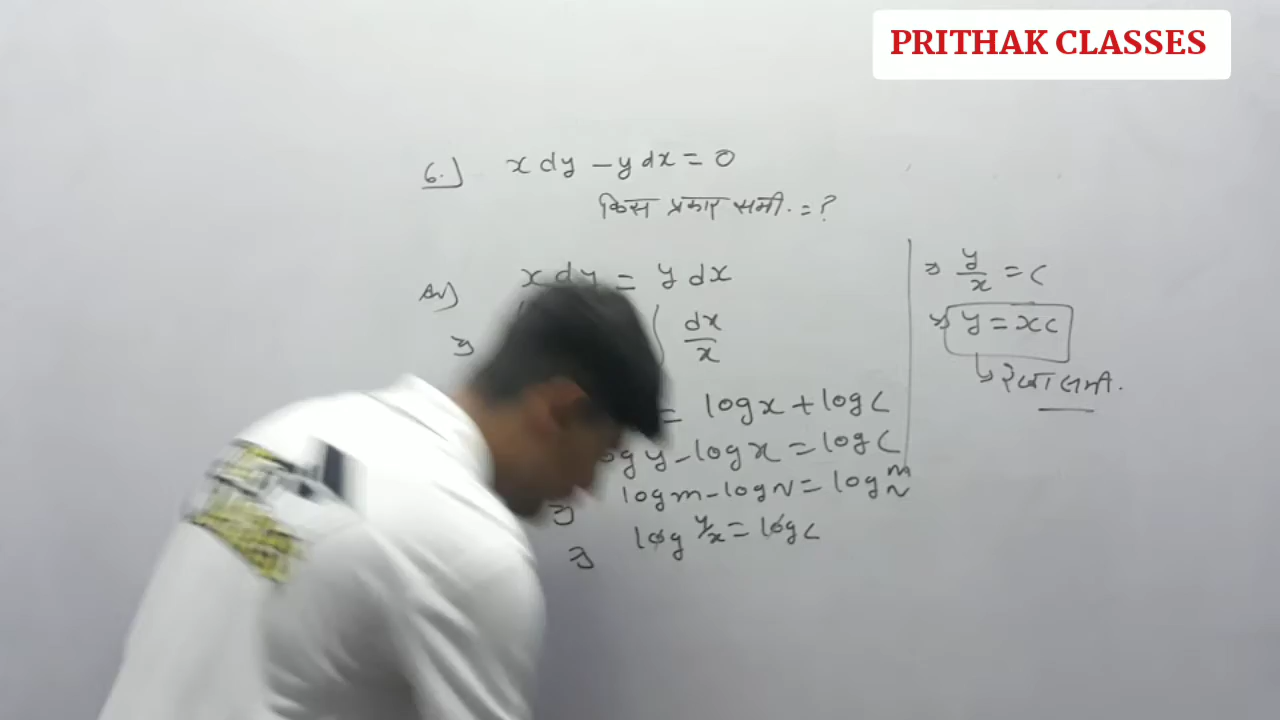 PRITHAK CLASSES
6.) x dy – y dx = 0
किस प्रकार समी. = ?
Ans) x dy = y dx
⇒ ∫ dx/x
= log x + log c
log y – log x = log c
⇒ log m – log n = log m/n
⇒ log y/x = log c
⇒ y/x = c
⇒ y = xc
↳ रेखा समी.